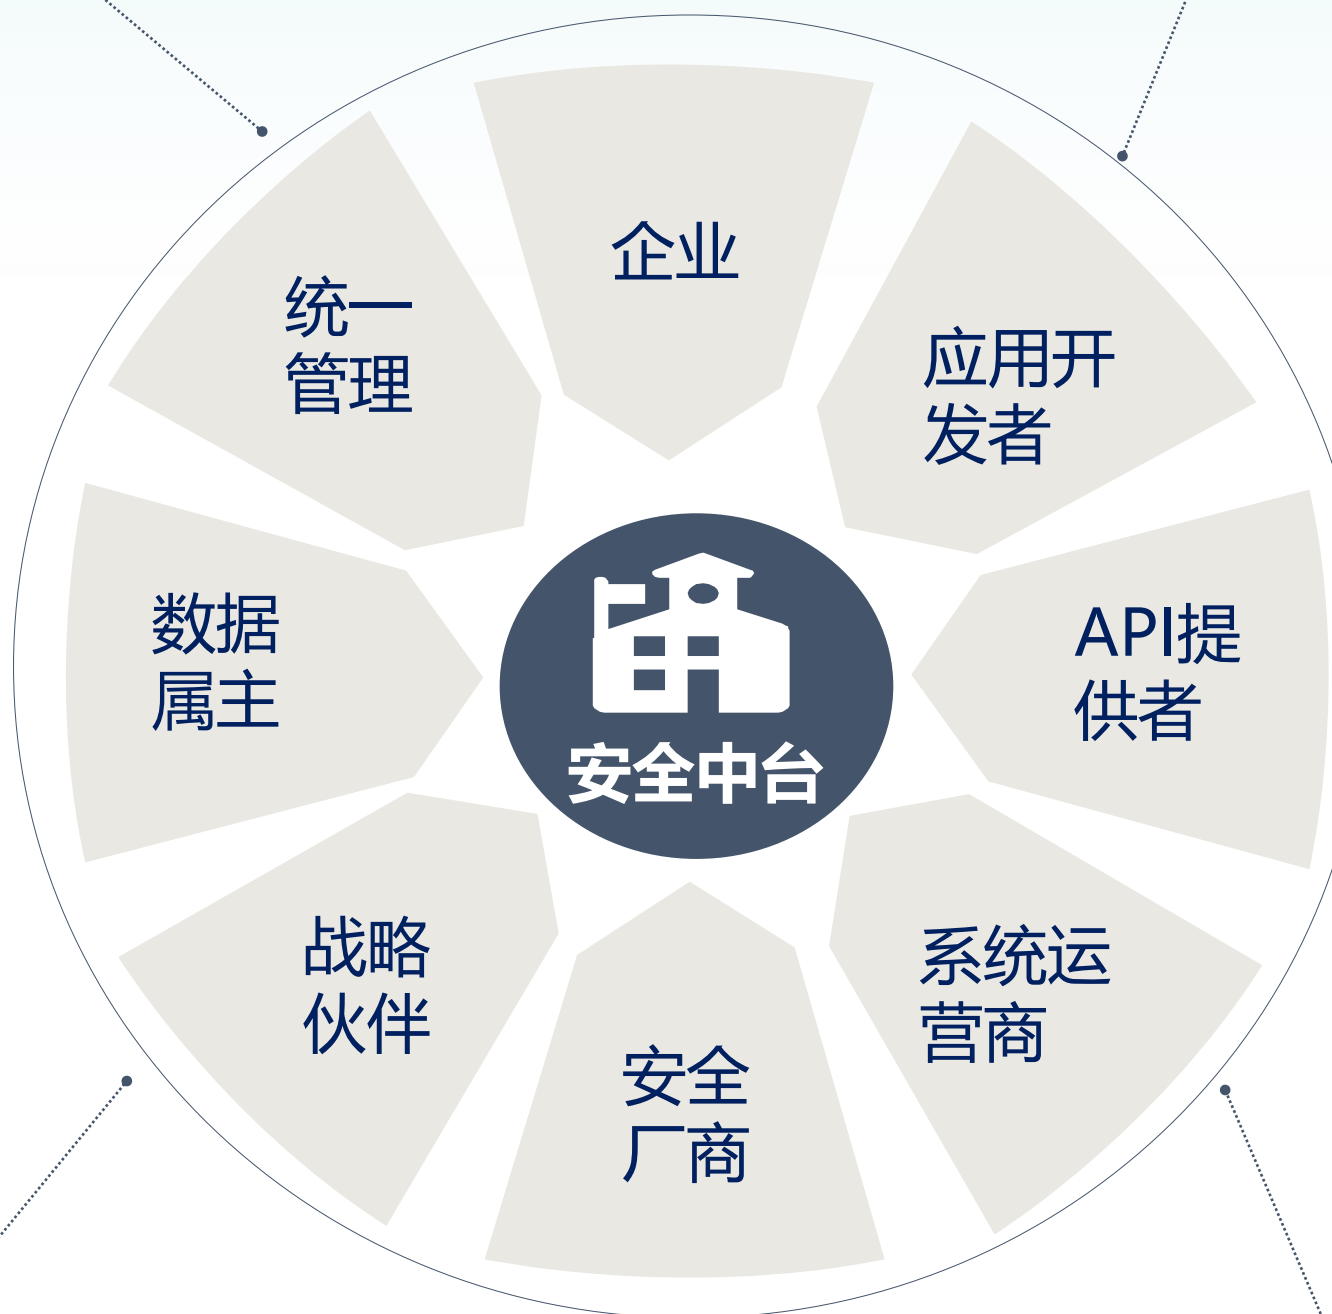 企业
统一
管理
应用开
发者
数据
属主
API提
供者
安全中台
战略
伙伴
系统运
营商
安全
厂商